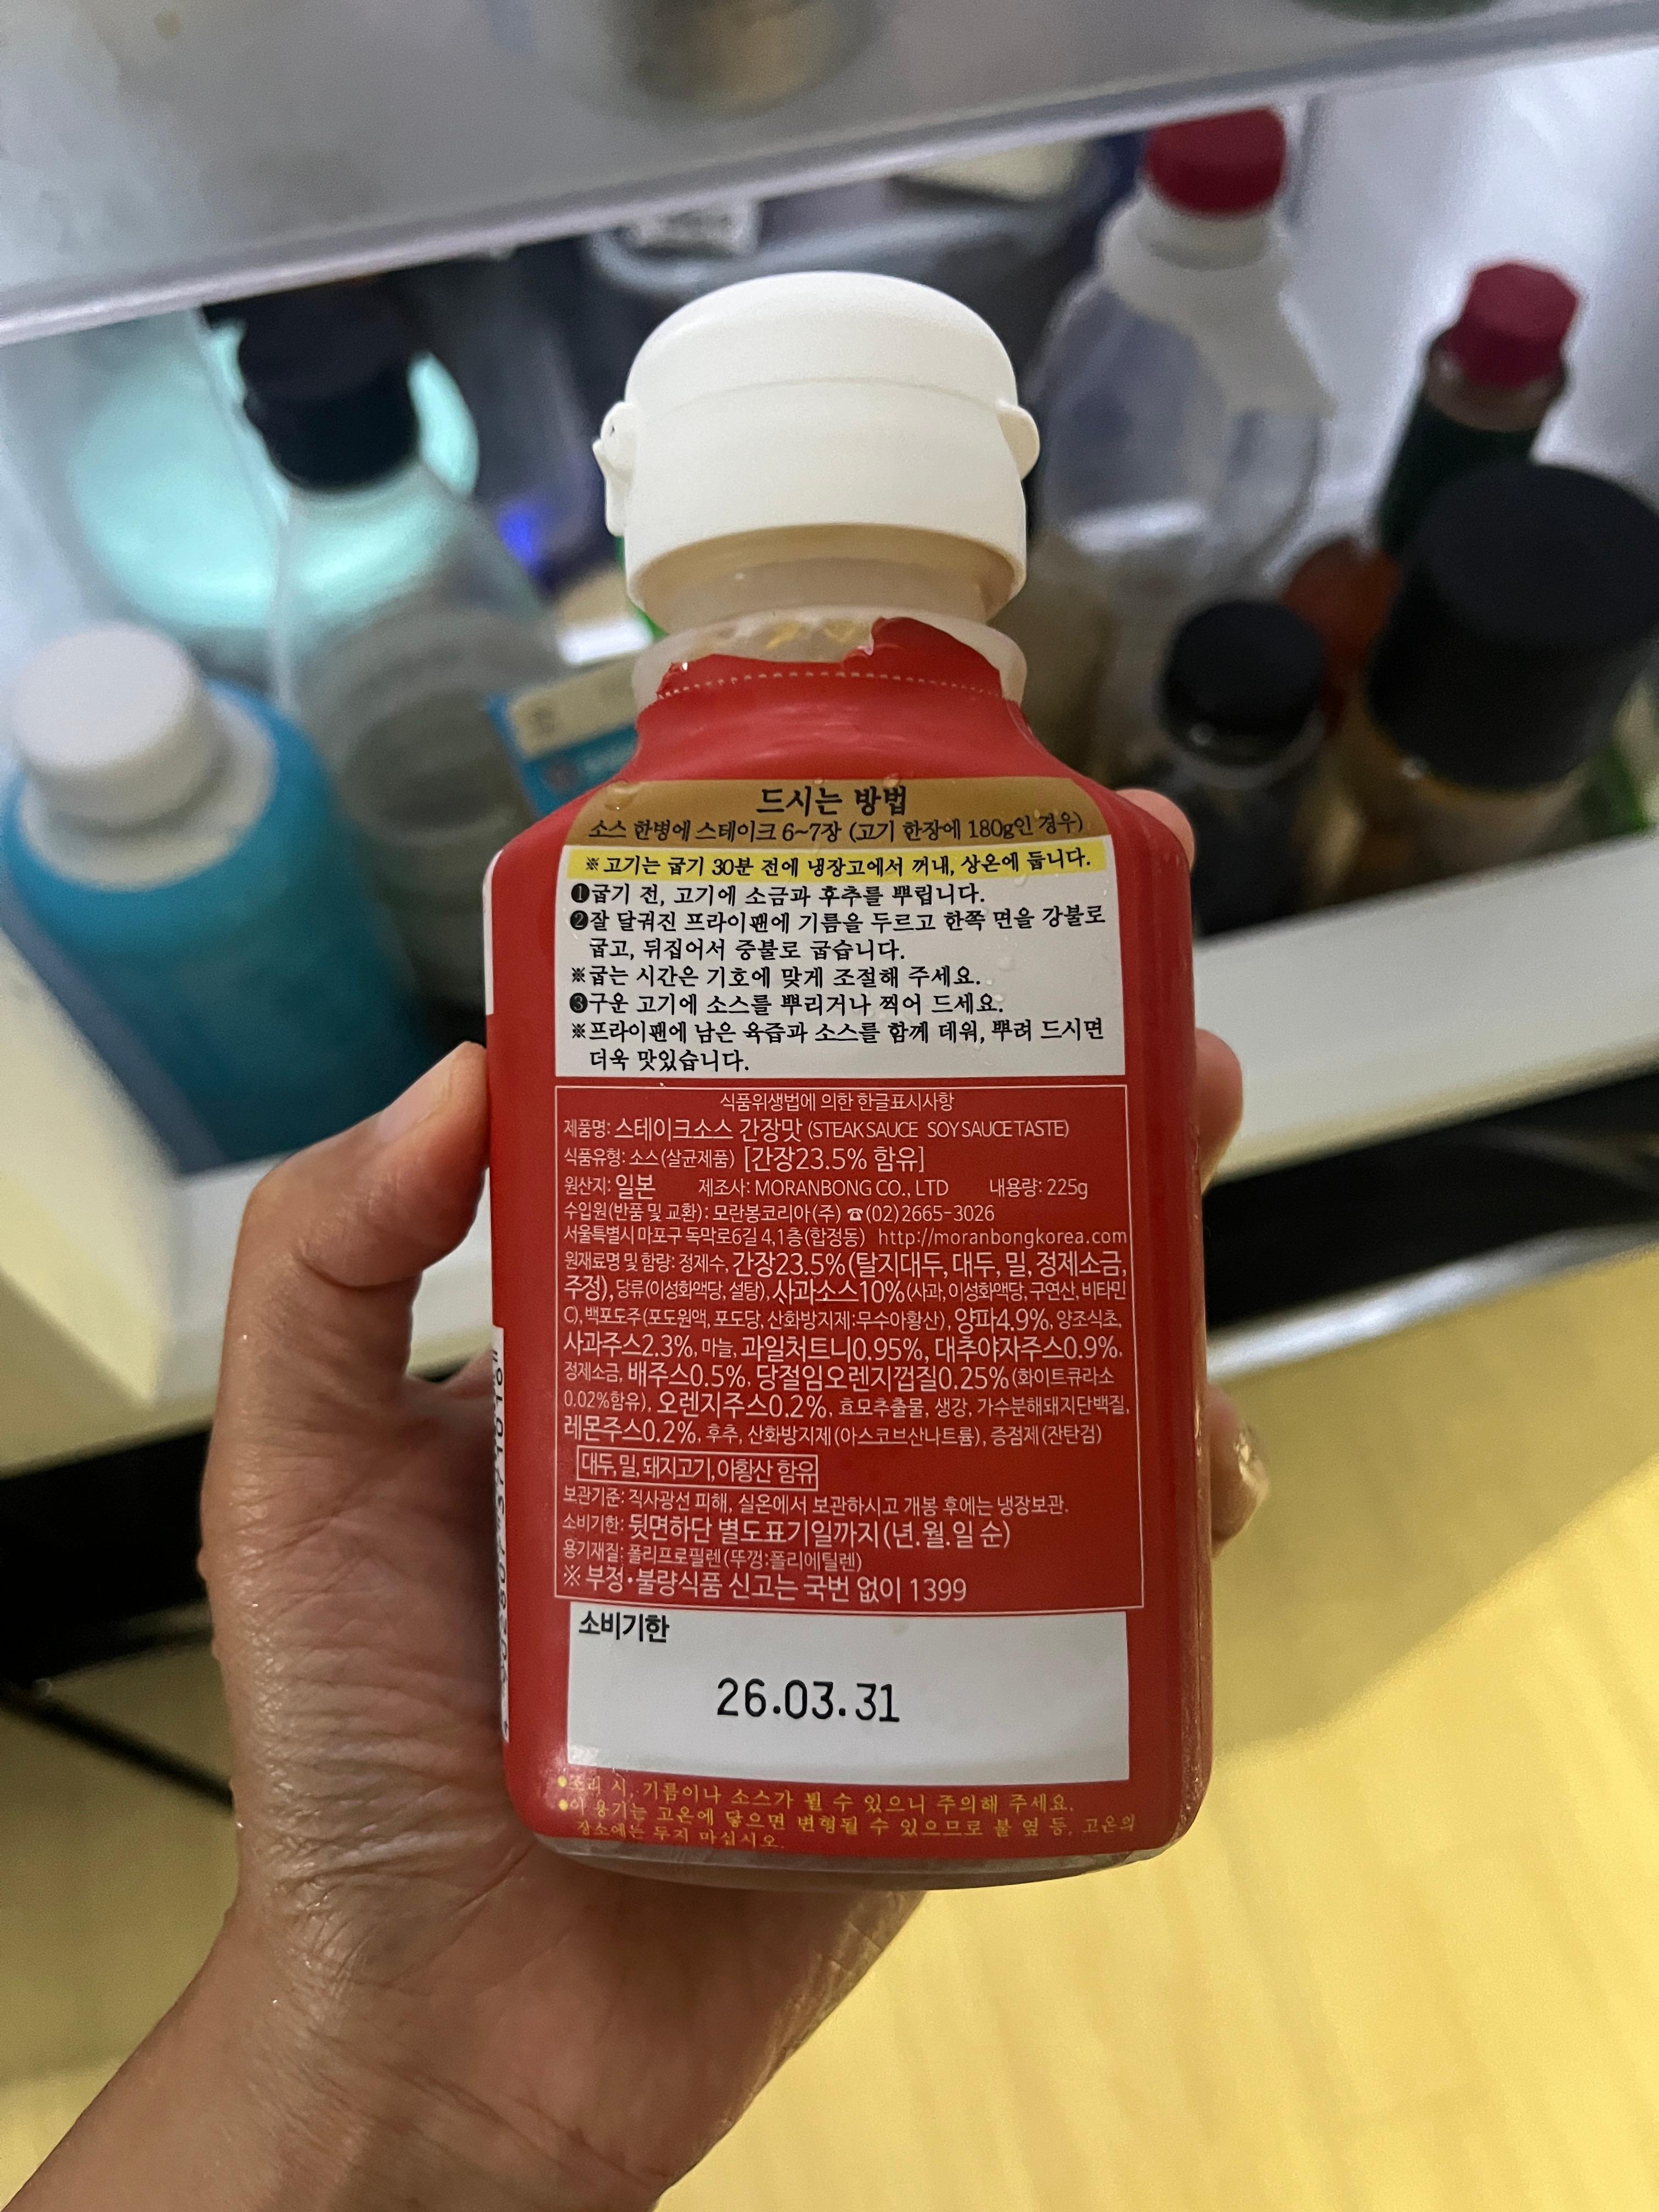 드시는 방법
소스 한병에 스테이크 6~7장 (고기 한장에 180g인 경우)
※고기는 굽기 30분 전에 냉장고에서 꺼내, 상온에 둡니다.
❶굽기 전, 고기에 소금과 후추를 뿌립니다.
❷잘 달궈진 프라이팬에 기름을 두르고 한쪽 면을 강불로
굽고, 뒤집어서 중불로 굽습니다.
※굽는 시간은 기호에 맞게 조절해 주세요.
❸구운 고기에 소스를 뿌리거나 찍어 드세요.
※프라이팬에 남은 육즙과 소스를 함께 데워, 뿌려 드시면
더욱 맛있습니다.
식품위생법에 의한 한글표시사항
제품명: 스테이크소스 간장맛 (STEAK SAUCE SOY SAUCE TASTE)
식품유형: 소스(살균제품) [간장23.5% 함유]
원산지: 일본 제조사: MORANBONG CO., LTD 내용량: 225g
수입원(반품 및 교환) : 모란봉코리아(주) ☎(02)2665-3026
서울특별시 마포구 독막로6길 4,1층(합정동) http://moranbongkorea.com
원재료명 및 함량: 정제수, 간장23.5%(탈지대두, 대두, 밀, 정제소금,
주정), 당류(이성화액당, 설탕), 사과소스10%(사과, 이성화액당, 구연산, 비타민
C), 백포도주(포도원액, 포도당, 산화방지제:무수아황산), 양파4.9%, 양조식초,
사과주스2.3%, 마늘, 과일처트니0.95%, 대추야자주스0.9%,
정제소금, 배주스0.5%, 당절임오렌지껍질0.25%(화이트큐라소
0.02%함유), 오렌지주스0.2%, 효모추출물, 생강, 가수분해돼지단백질,
레몬주스0.2%, 후추, 산화방지제(아스코브산나트륨), 증점제(잔탄검)
대두, 밀, 돼지고기, 아황산 함유
보관기준: 직사광선 피해, 실온에서 보관하시고 개봉 후에는 냉장보관.
소비기한: 뒷면하단 별도표기일까지(년.월.일 순)
용기재질: 폴리프로필렌(뚜껑:폴리에틸렌)
※ 부정•불량식품 신고는 국번 없이 1399
소비기한
26.03.31
●조리 시, 기름이나 소스가 튈 수 있으니 주의해 주세요.
●이 용기는 고온에 닿으면 변형될 수 있으므로 불 옆 등, 고온의
장소에는 두지 마십시오.